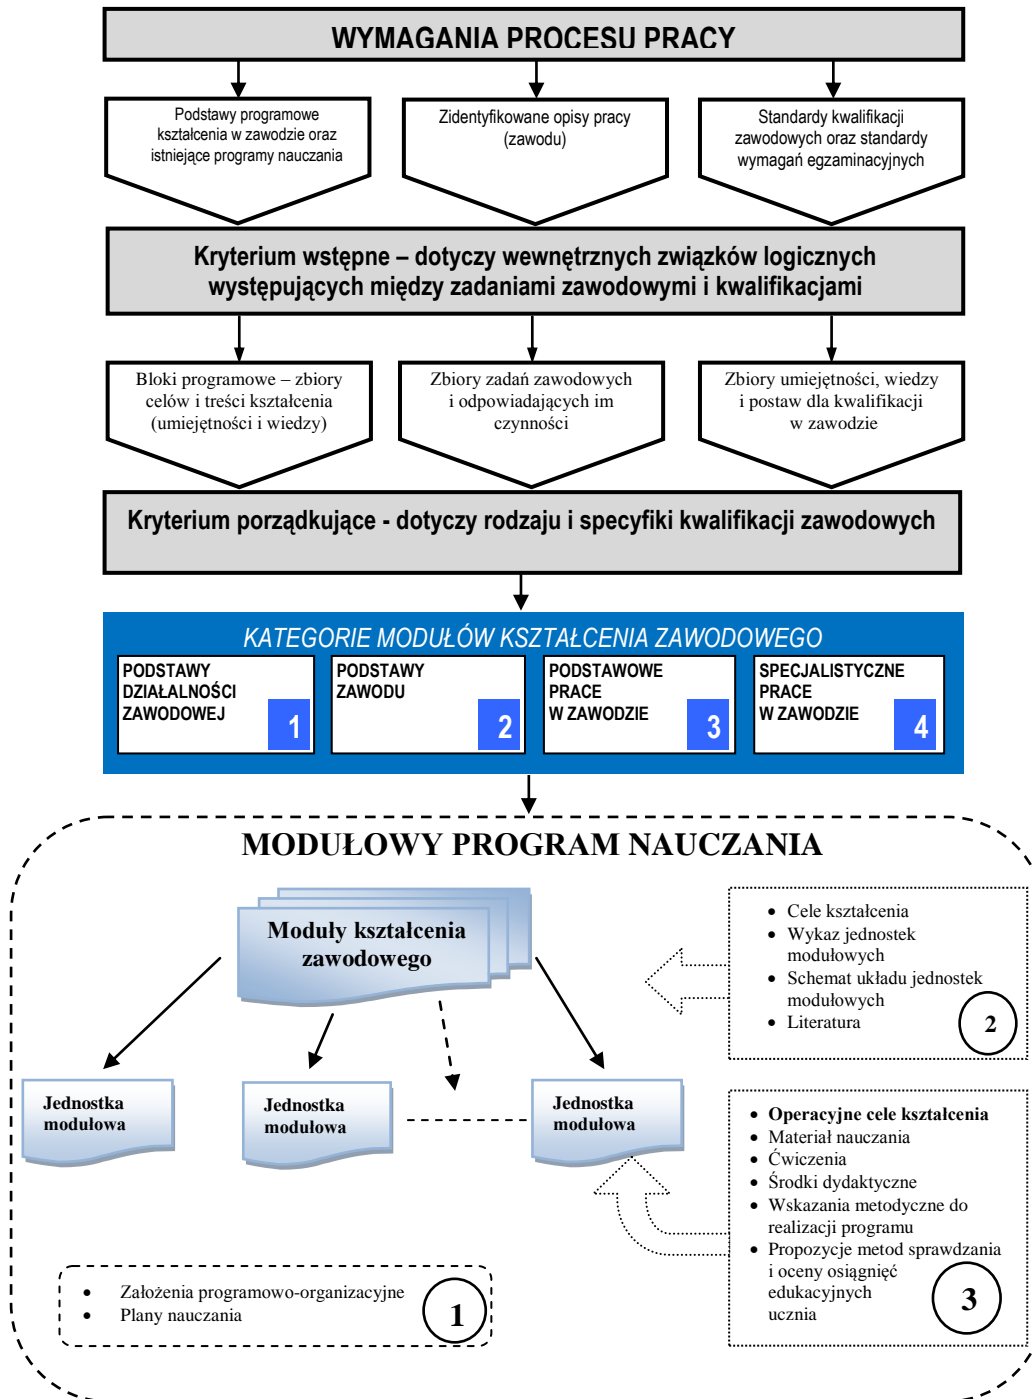 WYMAGANIA PROCESU PRACY
Podstawy programowe
kształcenia w zawodzie oraz
istniejące programy nauczania
Zidentyfikowane opisy pracy
(zawodu)
Standardy kwalifikacji
zawodowych oraz standardy
wymagań egzaminacyjnych
Kryterium wstępne – dotyczy wewnętrznych związków logicznych
występujących między zadaniami zawodowymi i kwalifikacjami
Bloki programowe – zbiory
celów i treści kształcenia
(umiejętności i wiedzy)
Zbiory zadań zawodowych
i odpowiadających im
czynności
Zbiory umiejętności, wiedzy
i postaw dla kwalifikacji
w zawodzie
Kryterium porządkujące - dotyczy rodzaju i specyfiki kwalifikacji zawodowych
KATEGORIE MODUŁÓW KSZTAŁCENIA ZAWODOWEGO
PODSTAWY
DZIAŁALNOŚCI
ZAWODOWEJ
1
PODSTAWY
ZAWODU
2
PODSTAWOWE
PRACE
W ZAWODZIE
3
SPECJALISTYCZNE
PRACE
W ZAWODZIE
4
MODUŁOWY PROGRAM NAUCZANIA
Moduły kształcenia
zawodowego
• Cele kształcenia
• Wykaz jednostek
modułowych
• Schemat układu jednostek
modułowych
• Literatura
2
Jednostka
modułowa
Jednostka
modułowa
Jednostka
modułowa
• Operacyjne cele kształcenia
• Materiał nauczania
• Ćwiczenia
• Środki dydaktyczne
• Wskazania metodyczne do
realizacji programu
• Propozycje metod sprawdzania
i oceny osiągnięć
edukacyjnych
ucznia
3
• Założenia programowo-organizacyjne
• Plany nauczania
1